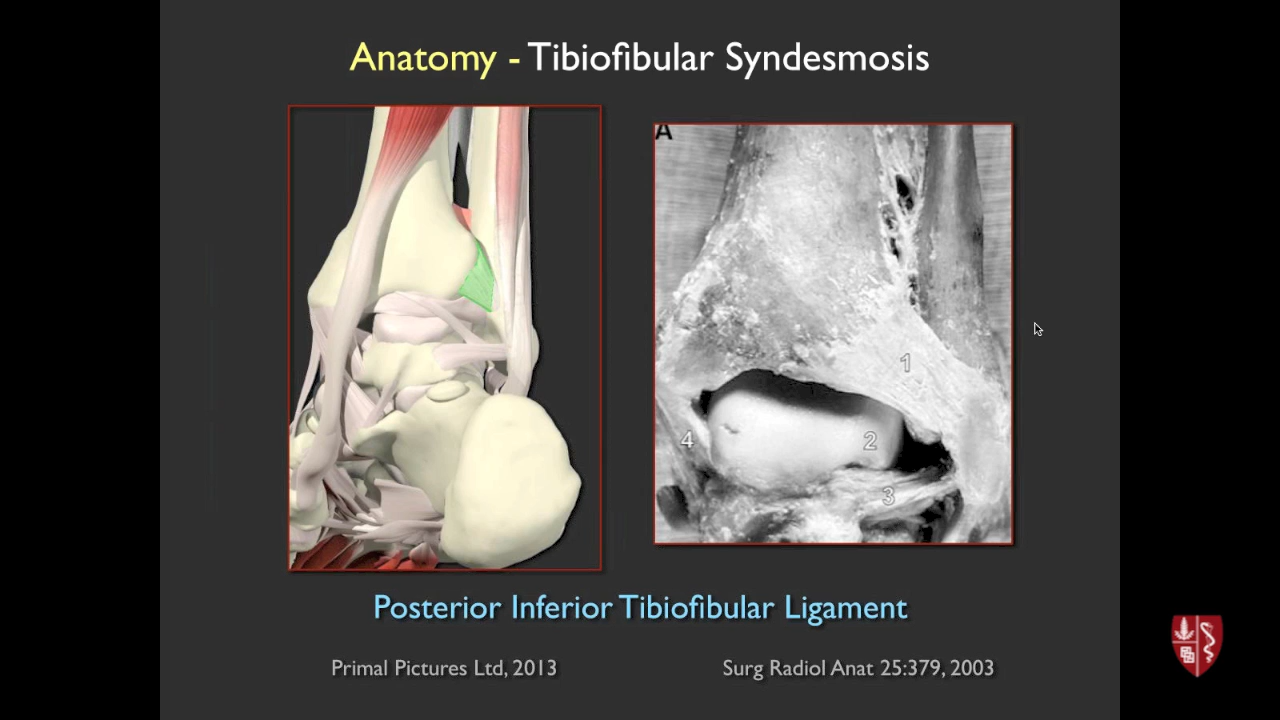 Anatomy - Tibiofibular Syndesmosis
A
1
2
4
3
Posterior Inferior Tibiofibular Ligament
Primal Pictures Ltd, 2013
Surg Radiol Anat 25:379, 2003